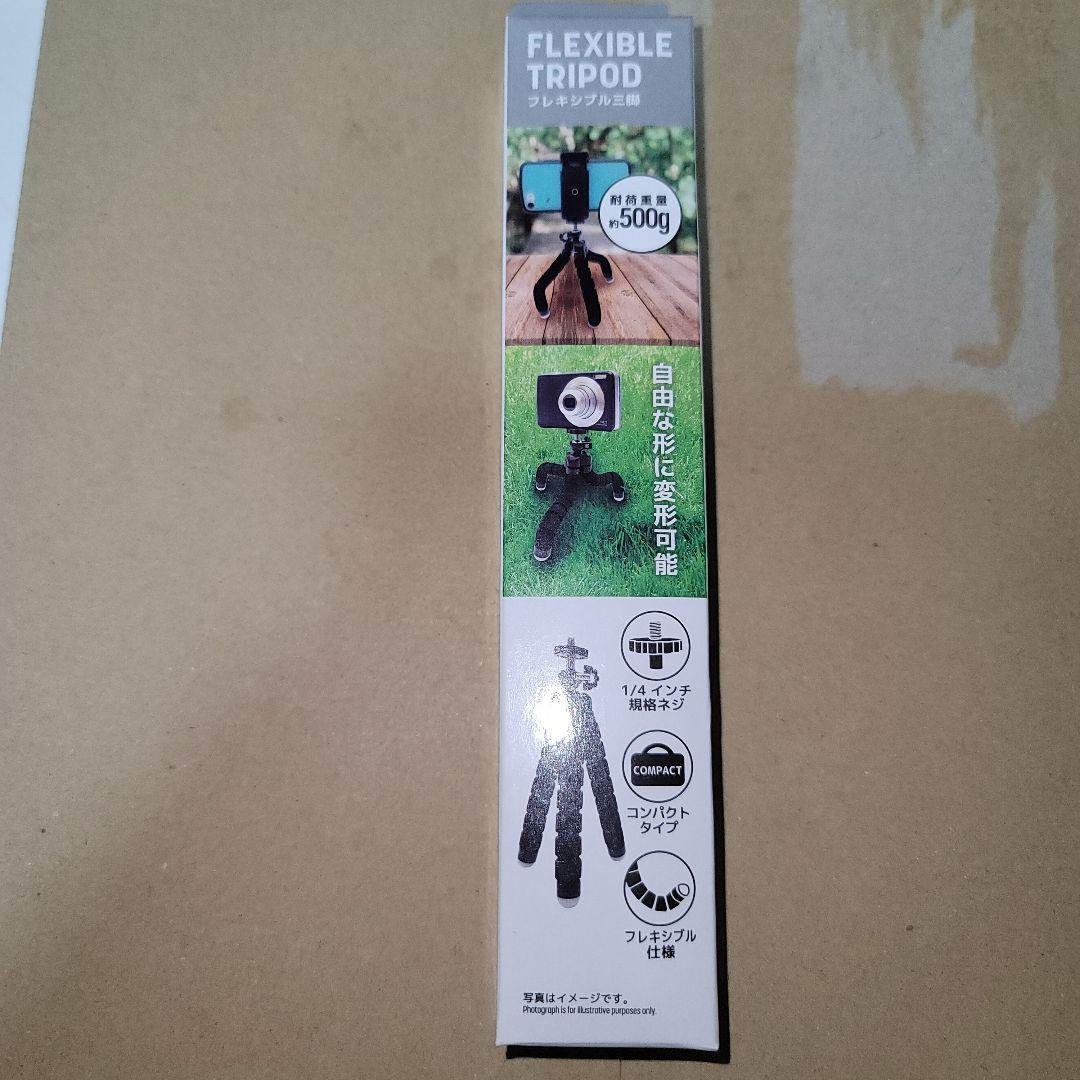 FLEXIBLE
TRIPOD
フレキシブル三脚
耐荷重量
約500g
自由な形に変形可能
1/4 インチ
規格ネジ
COMPACT
コンパクト
タイプ
フレキシブル
仕様
写真はイメージです。
Photograph is for illustrative purposes only.